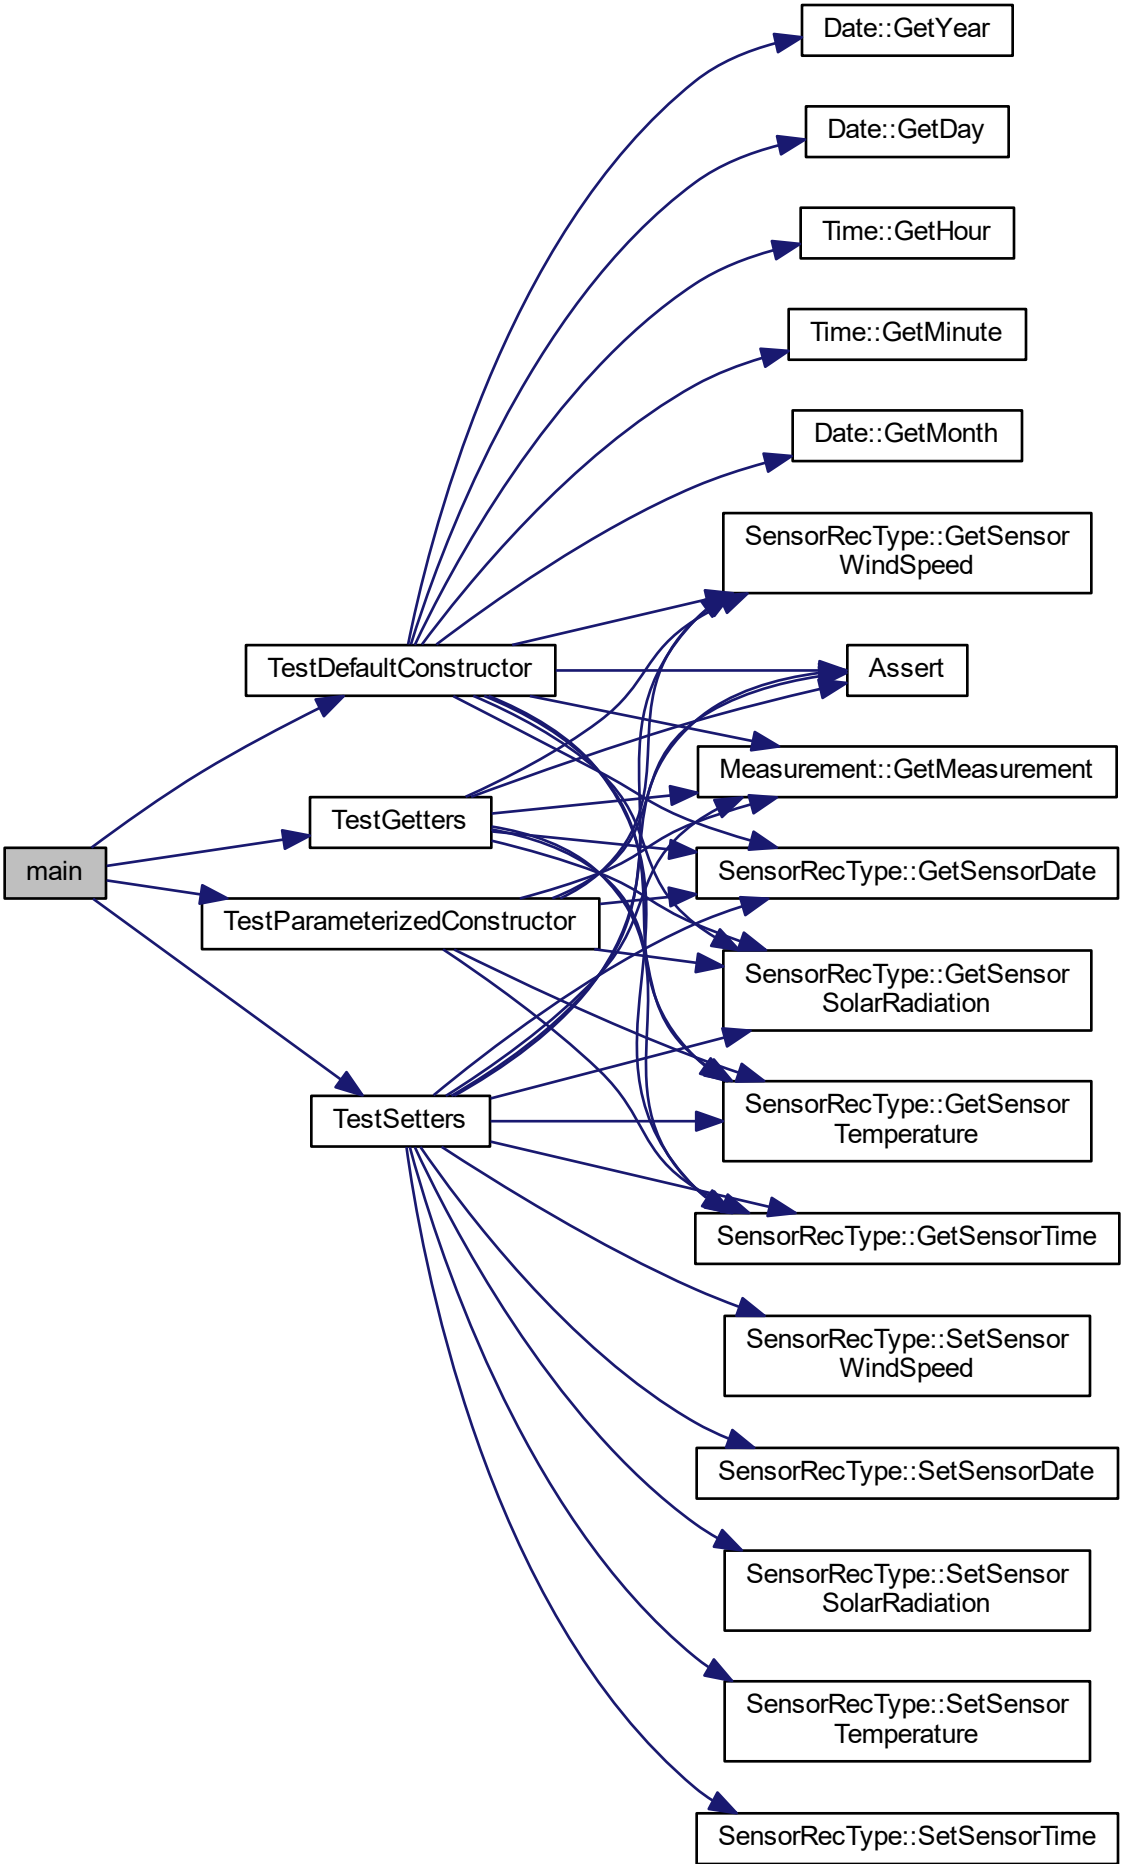 Date::GetYear
Date::GetDay
Time::GetHour
Time::GetMinute
Date::GetMonth
SensorRecType::GetSensor
WindSpeed
TestDefaultConstructor
Assert
Measurement::GetMeasurement
TestGetters
main
SensorRecType::GetSensorDate
TestParameterizedConstructor
SensorRecType::GetSensor
SolarRadiation
SensorRecType::GetSensor
Temperature
TestSetters
SensorRecType::GetSensorTime
SensorRecType::SetSensor
WindSpeed
SensorRecType::SetSensorDate
SensorRecType::SetSensor
SolarRadiation
SensorRecType::SetSensor
Temperature
SensorRecType::SetSensorTime